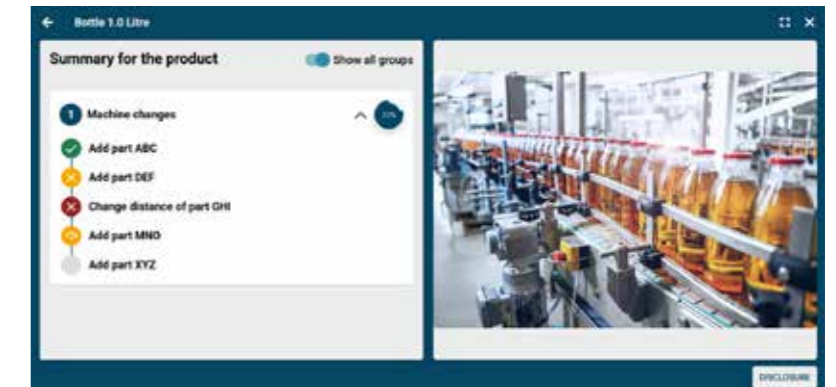 Bottle 1.0 Litre
Summary for the product
Show all groups
1 Machine changes
Add part ABC
Add part DEF
Change distance of part GHI
Add part MNO
Add part XYZ
DISCLOSURE